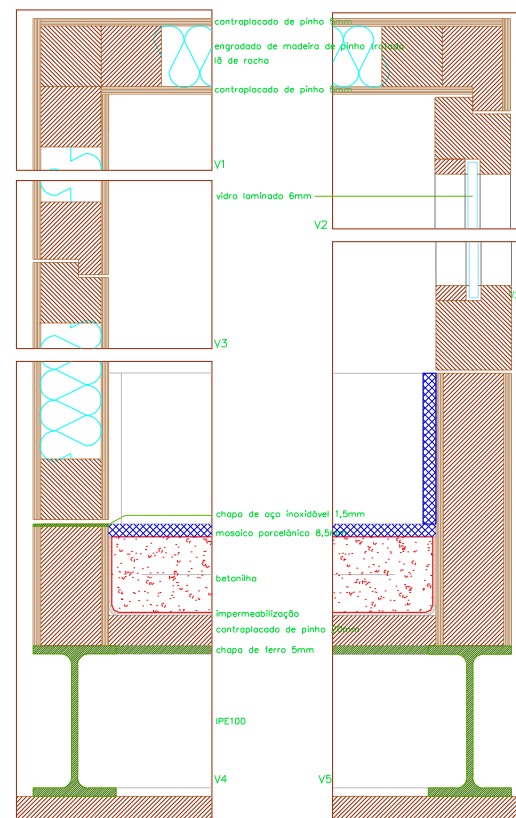 contraplacado de pinho 5mm
engradado de madeira de pinho tratada
lã de rocha
contraplacado de pinho 5mm
V1
vidro laminado 6mm
V2
V3
chapa de aço inoxidável 1,5mm
mosaico porcelânico 8,5mm
betonilha
impermeabilização
contraplacado de pinho 20mm
chapa de ferro 5mm
IPE100
V4
V5